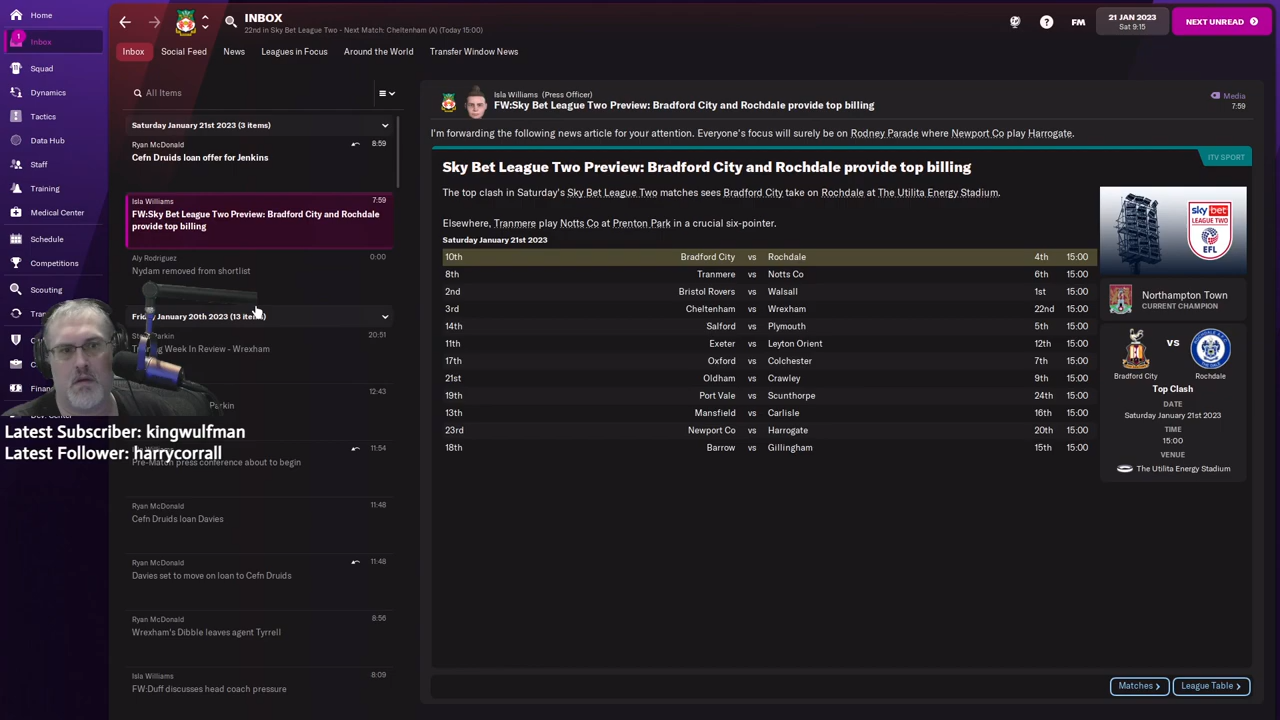 Home
INBOX
22nd in Sky Bet League Two - Next Match: Cheltenham (A) (Today 15:00)
FM
21 JAN 2023
Sat 9:15
NEXT UNREAD
1
Inbox
Squad
Dynamics
Tactics
Data Hub
Staff
Training
Medical Center
Schedule
Competitions
Scouting
Inbox
Social Feed
News
Leagues in Focus
Around the World
Transfer Window News
All Items
Saturday January 21st 2023 (3 items)
Ryan McDonald
8:59
Cefn Druids loan offer for Jenkins
Isla Williams
7:59
FW:Sky Bet League Two Preview: Bradford City and Rochdale
provide top billing
Aly Rodriguez
0:00
Nydam removed from shortlist
Friday January 20th 2023 (13 items)
20:51
Week In Review - Wrexham
12:43
11:54
Pre-Match press conference about to begin
Ryan McDonald
11:48
Cefn Druids loan Davies
Ryan McDonald
11:48
Davies set to move on loan to Cefn Druids
Ryan McDonald
8:56
Wrexham's Dibble leaves agent Tyrrell
Isla Williams
8:09
FW:Duff discusses head coach pressure
Latest Subscriber: kingwulfman
Latest Follower: harrycorrall
Isla Williams (Press Officer)
FW:Sky Bet League Two Preview: Bradford City and Rochdale provide top billing
Media
7:59
I'm forwarding the following news article for your attention. Everyone's focus will surely be on Rodney Parade where Newport Co play Harrogate.
Sky Bet League Two Preview: Bradford City and Rochdale provide top billing
ITV SPORT
The top clash in Saturday's Sky Bet League Two matches sees Bradford City take on Rochdale at The Utilita Energy Stadium.
Elsewhere, Tranmere play Notts Co at Prenton Park in a crucial six-pointer.
Saturday January 21st 2023
10th Bradford City vs Rochdale 4th 15:00
8th Tranmere vs Notts Co 6th 15:00
2nd Bristol Rovers vs Walsall 1st 15:00
3rd Cheltenham vs Wrexham 22nd 15:00
14th Salford vs Plymouth 5th 15:00
11th Exeter vs Leyton Orient 12th 15:00
17th Oxford vs Colchester 7th 15:00
21st Oldham vs Crawley 9th 15:00
19th Port Vale vs Scunthorpe 24th 15:00
13th Mansfield vs Carlisle 16th 15:00
23rd Newport Co vs Harrogate 20th 15:00
18th Barrow vs Gillingham 15th 15:00
sky bet
LEAGUE TWO
EFL
Northampton Town
CURRENT CHAMPION
VS
Bradford City
Rochdale
Top Clash
DATE
Saturday January 21st 2023
TIME
15:00
VENUE
The Utilita Energy Stadium
Matches
League Table